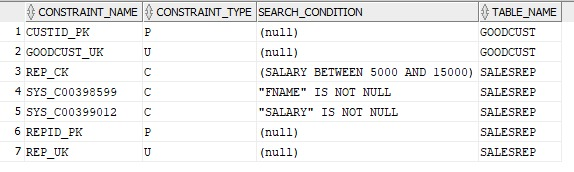 CONSTRAINT_NAME CONSTRAINT_TYPE SEARCH_CONDITION TABLE_NAME
1 CUSTID_PK P (null) GOODCUST
2 GOODCUST_UK U (null) GOODCUST
3 REP_CK C (SALARY BETWEEN 5000 AND 15000) SALESREP
4 SYS_C00398599 C "FNAME" IS NOT NULL SALESREP
5 SYS_C00399012 C "SALARY" IS NOT NULL SALESREP
6 REPID_PK P (null) SALESREP
7 REP_UK U (null) SALESREP